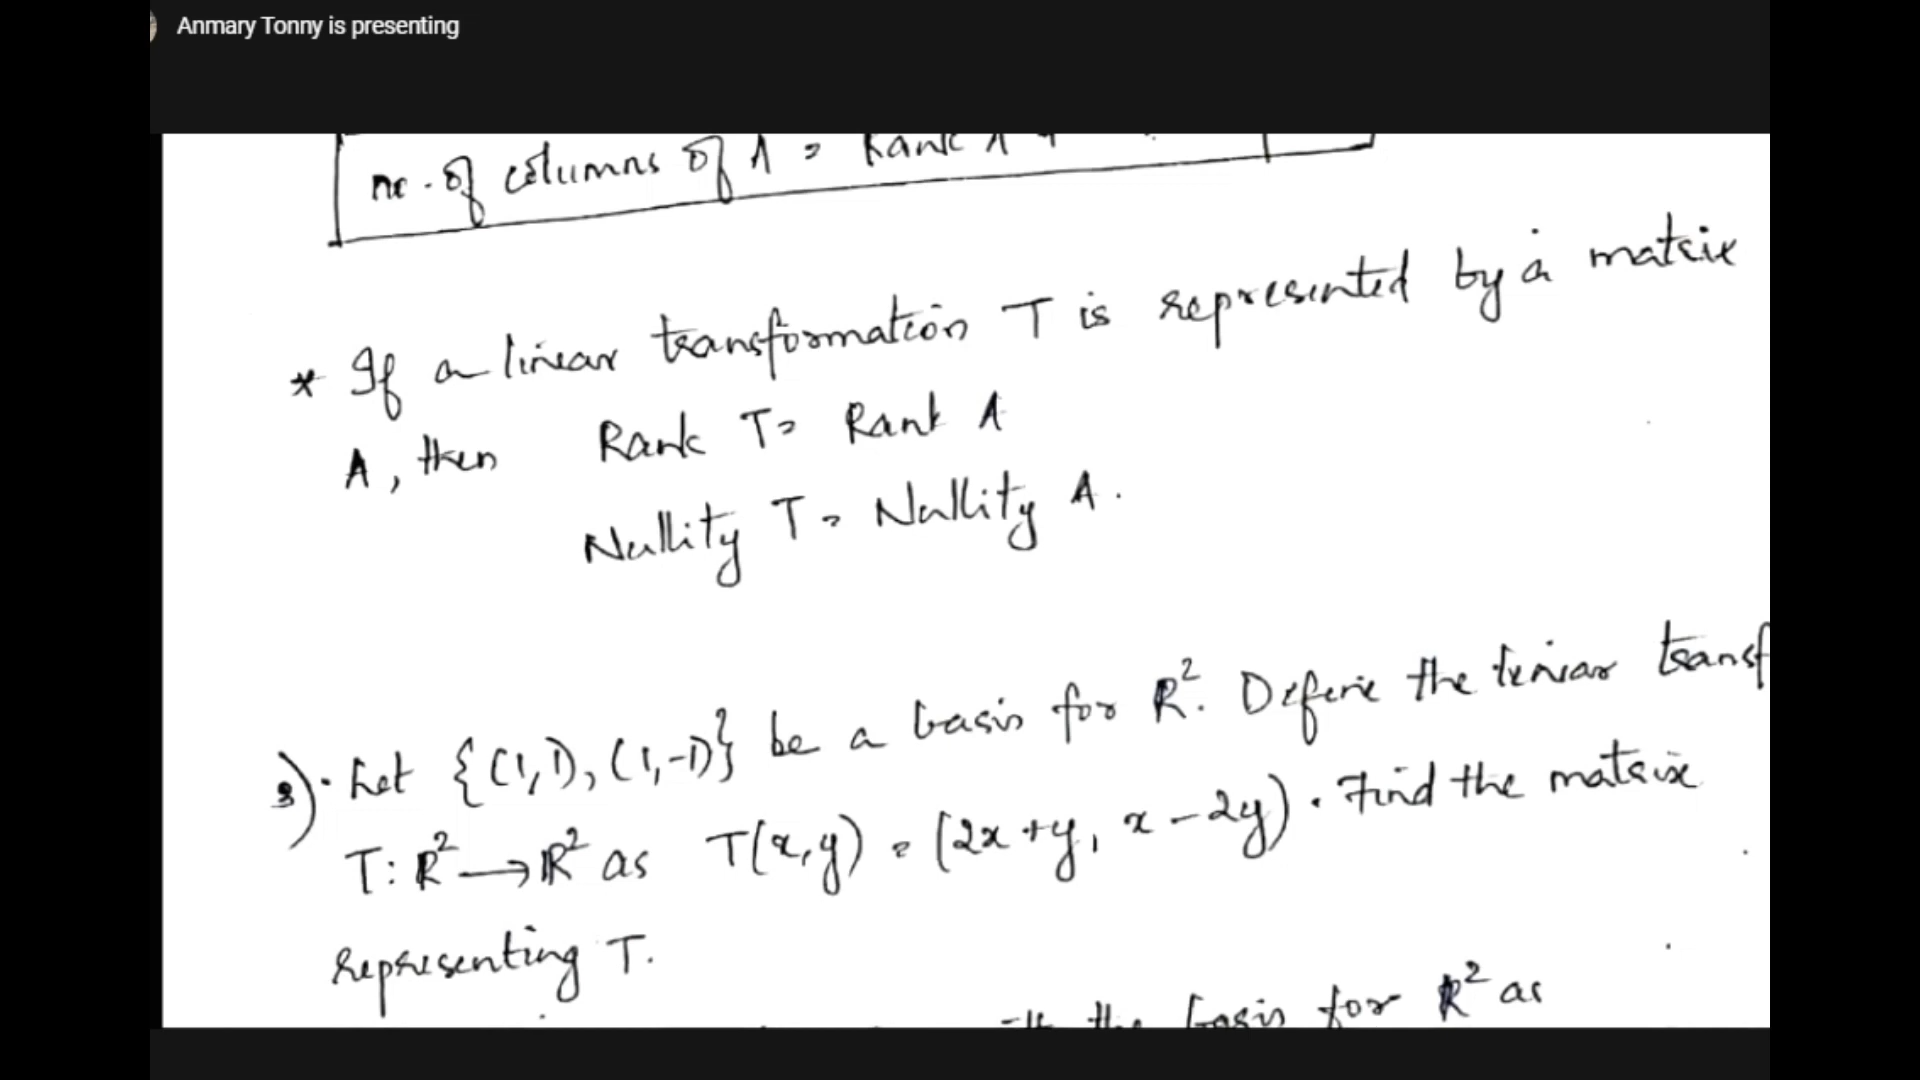 Anmary Tonny is presenting
no. of columns of A = Rank A +
* If a linear transformation T is represented by a matrix
A, then Rank T = Rank A
Nullity T = Nullity A.
3). Let {(1,1), (1,-1)} be a basis for R². Define the linear transf
T: R² → R² as T(x,y) = (2x+y, x-2y). Find the matrix
representing T.
the basis for R² as